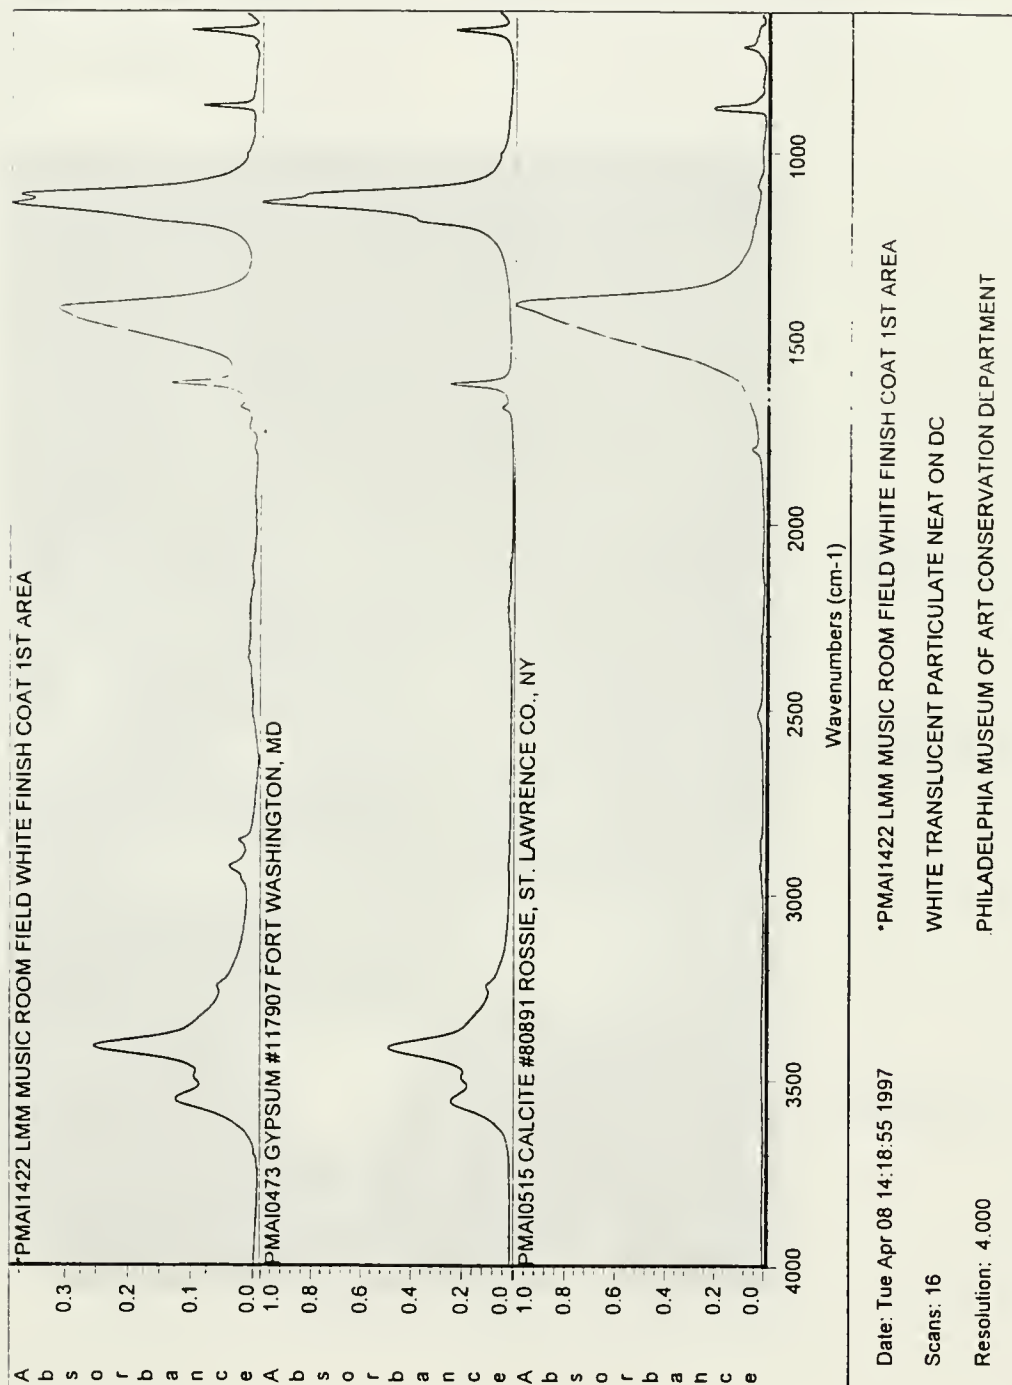 *PMAI1422 LMM MUSIC ROOM FIELD WHITE FINISH COAT 1ST AREA
Absorbance
0.3
0.2
0.1
0.0
PMAI0473 GYPSUM #117907 FORT WASHINGTON, MD
Absorbance
1.0
0.8
0.6
0.4
0.2
0.0
PMAI0515 CALCITE #80891 ROSSIE, ST. LAWRENCE CO., NY
Absorbance
1.0
0.8
0.6
0.4
0.2
0.0
4000 3500 3000 2500 2000 1500 1000
Wavenumbers (cm-1)
Date: Tue Apr 08 14:18:55 1997 *PMAI1422 LMM MUSIC ROOM FIELD WHITE FINISH COAT 1ST AREA
Scans: 16 WHITE TRANSLUCENT PARTICULATE NEAT ON DC
Resolution: 4.000 PHILADELPHIA MUSEUM OF ART CONSERVATION DEPARTMENT